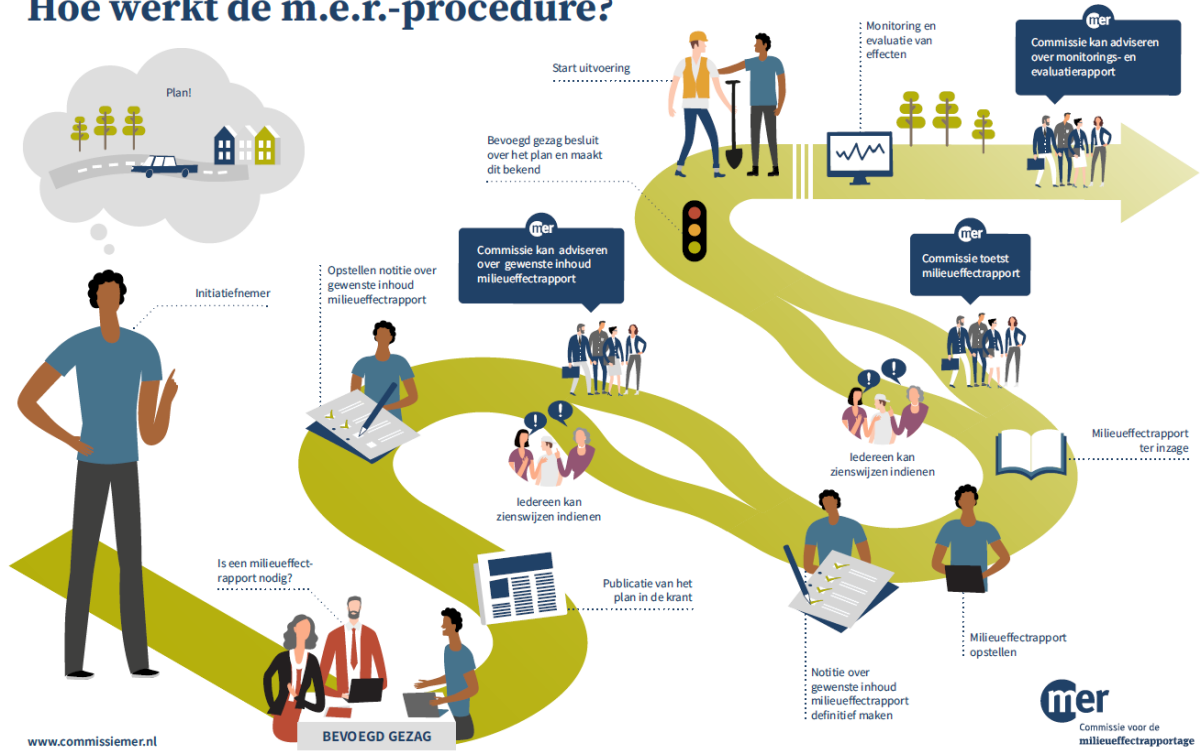 Hoe werkt de m.e.r.-procedure?
Plan!
Initiatiefnemer
Is een milieueffect-
rapport nodig?
BEVOEGD GEZAG
Publicatie van het
plan in de krant
Opstellen notitie over
gewenste inhoud
milieueffectrapport
mer
Commissie kan adviseren
over gewenste inhoud
milieueffectrapport
Iedereen kan
zienswijzen indienen
Notitie over
gewenste inhoud
milieueffectrapport
definitief maken
Milieueffectrapport
opstellen
Milieueffectrapport
ter inzage
mer
Commissie toetst
milieueffectrapport
Iedereen kan
zienswijzen indienen
Bevoegd gezag besluit
over het plan en maakt
dit bekend
Start uitvoering
Monitoring en
evaluatie van
effecten
mer
Commissie kan adviseren
over monitorings- en
evaluatierapport
www.commissiemer.nl
mer
Commissie voor de
milieueffectrapportage